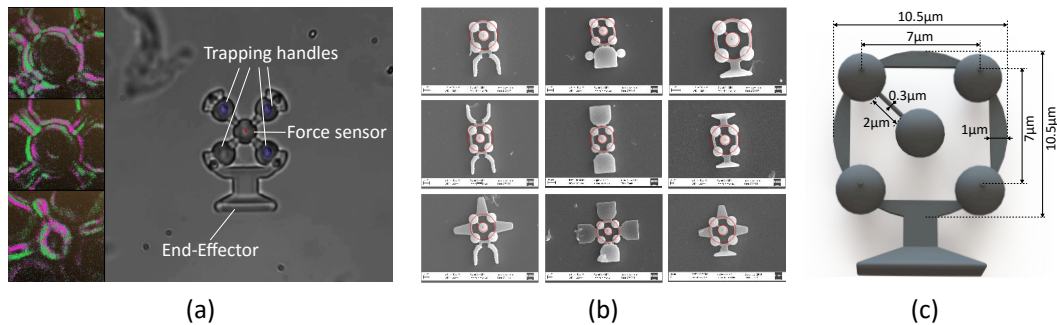 Trapping handles
Force sensor
End-Effector
10.5µm
7µm
0.3µm
2µm
1µm
7µm
10.5µm
(a)
(b)
(c)